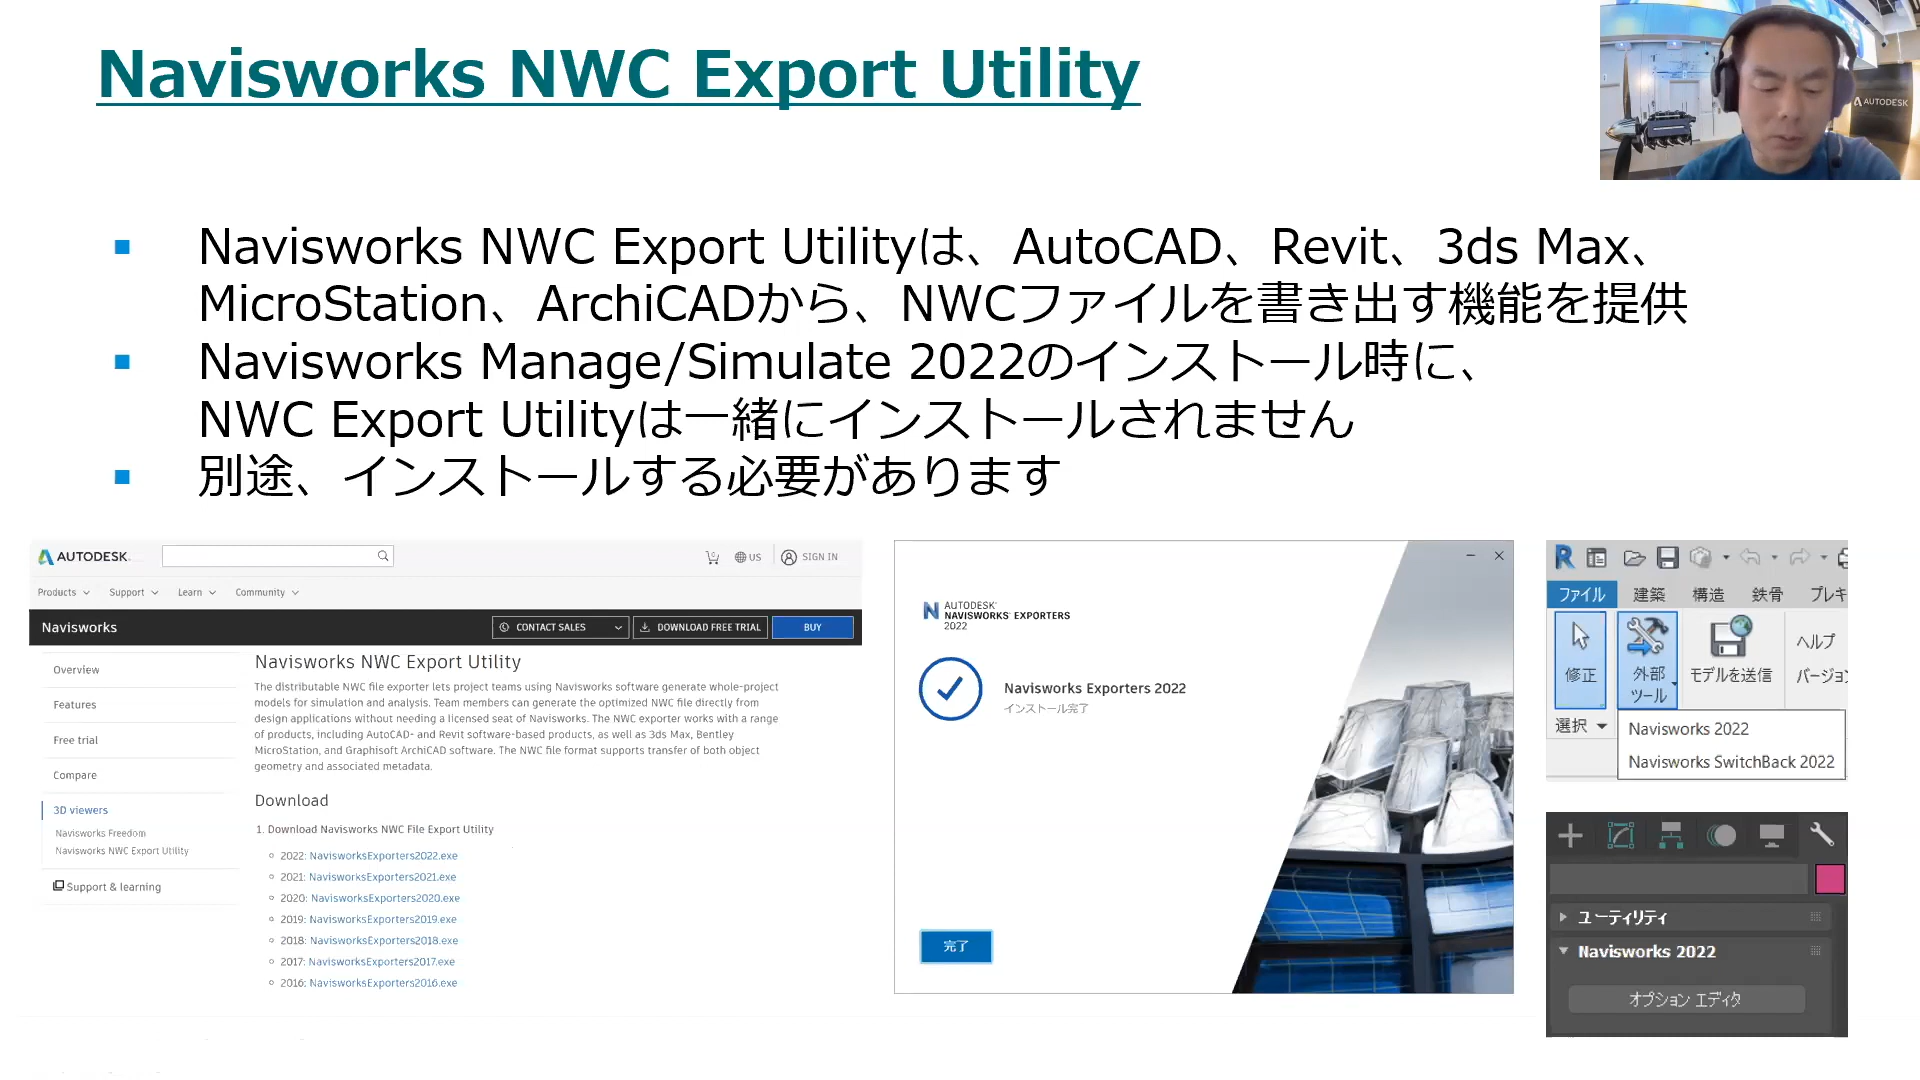 Navisworks NWC Export Utility
AUTODESK
Navisworks NWC Export Utilityは、AutoCAD、Revit、3ds Max、
MicroStation、ArchiCADから、NWCファイルを書き出す機能を提供
Navisworks Manage/Simulate 2022のインストール時に、
NWC Export Utilityは一緒にインストールされません
別途、インストールする必要があります
AUTODESK
US
SIGN IN
Products
Support
Learn
Community
Navisworks
CONTACT SALES
DOWNLOAD FREE TRIAL
BUY
Overview
Features
Free trial
Compare
3D viewers
Navisworks Freedom
Navisworks NWC Export Utility
Support & learning
Navisworks NWC Export Utility
The distributable NWC file exporter lets project teams using Navisworks software generate whole-project
models for simulation and analysis. Team members can generate the optimized NWC file directly from
design applications without needing a licensed seat of Navisworks. The NWC exporter works with a range
of products, including AutoCAD- and Revit software-based products, as well as 3ds Max, Bentley
MicroStation, and Graphisoft ArchiCAD software. The NWC file format supports transfer of both object
geometry and associated metadata.
Download
1. Download Navisworks NWC File Export Utility
2022: NavisworksExporters2022.exe
2021: NavisworksExporters2021.exe
2020: NavisworksExporters2020.exe
2019: NavisworksExporters2019.exe
2018: NavisworksExporters2018.exe
2017: NavisworksExporters2017.exe
2016: NavisworksExporters2016.exe
AUTODESK
NAVISWORKS EXPORTERS
2022
Navisworks Exporters 2022
インストール完了
完了
ファイル
建築
構造
鉄骨
プレキ
修正
外部
ツール
モデルを送信
ヘルプ
バージョン
選択
Navisworks 2022
Navisworks SwitchBack 2022
ユーティリティ
Navisworks 2022
オプション エディタ